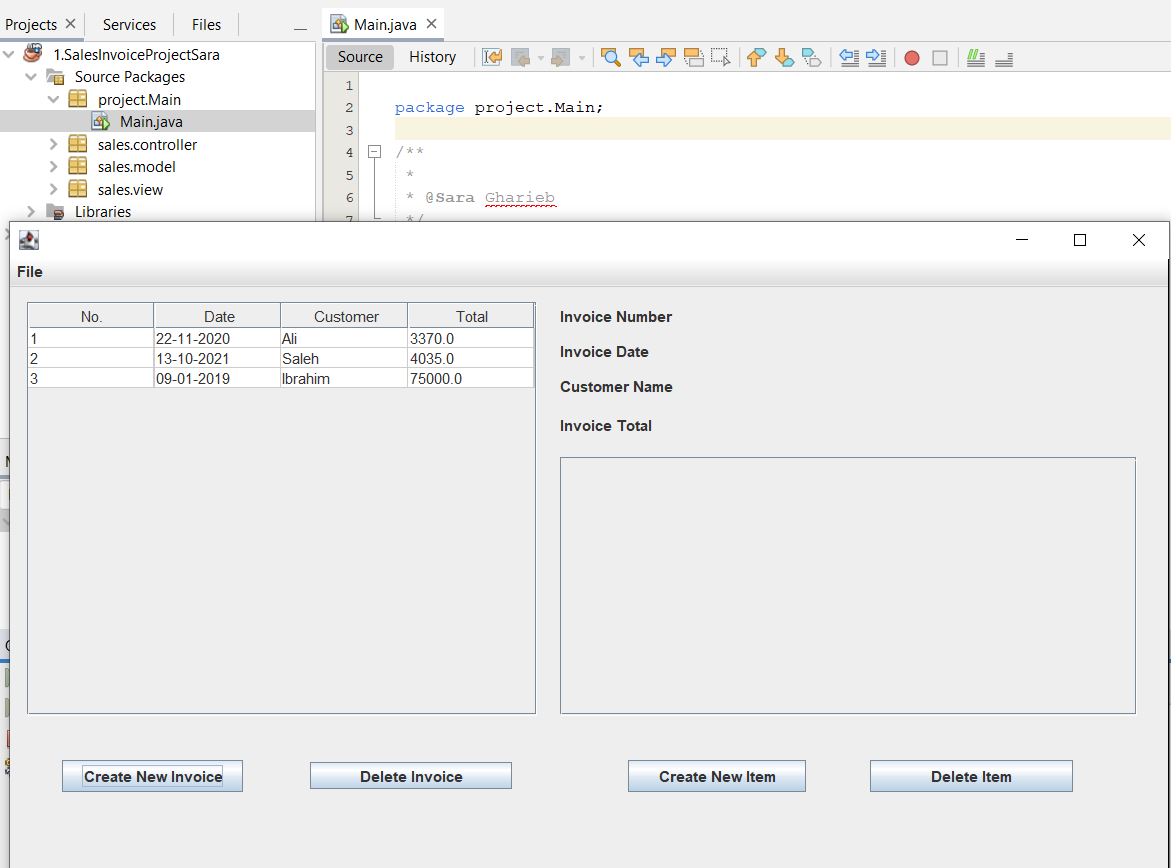 Projects Services Files
Main.java
1.SalesInvoiceProjectSara
Source Packages
project.Main
Main.java
sales.controller
sales.model
sales.view
Libraries
Source History
1
2 package project.Main;
3
4 /**
5 *
6 * @Sara Gharieb
7 */
File
No. Date Customer Total
1 22-11-2020 Ali 3370.0
2 13-10-2021 Saleh 4035.0
3 09-01-2019 Ibrahim 75000.0
Invoice Number
Invoice Date
Customer Name
Invoice Total
Create New Invoice Delete Invoice Create New Item Delete Item